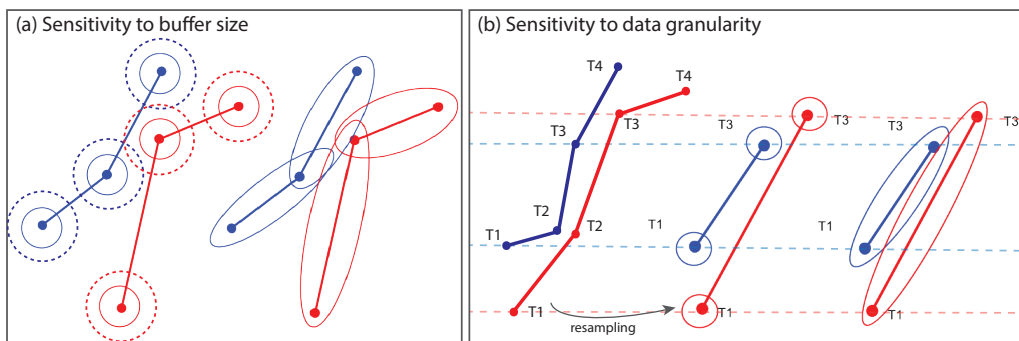 (a) Sensitivity to buffer size
(b) Sensitivity to data granularity
T4
T4
T3
T3
T3
T3
T3
T3
T2
T2
T1
T1
T1
T1
T1
T1
resampling